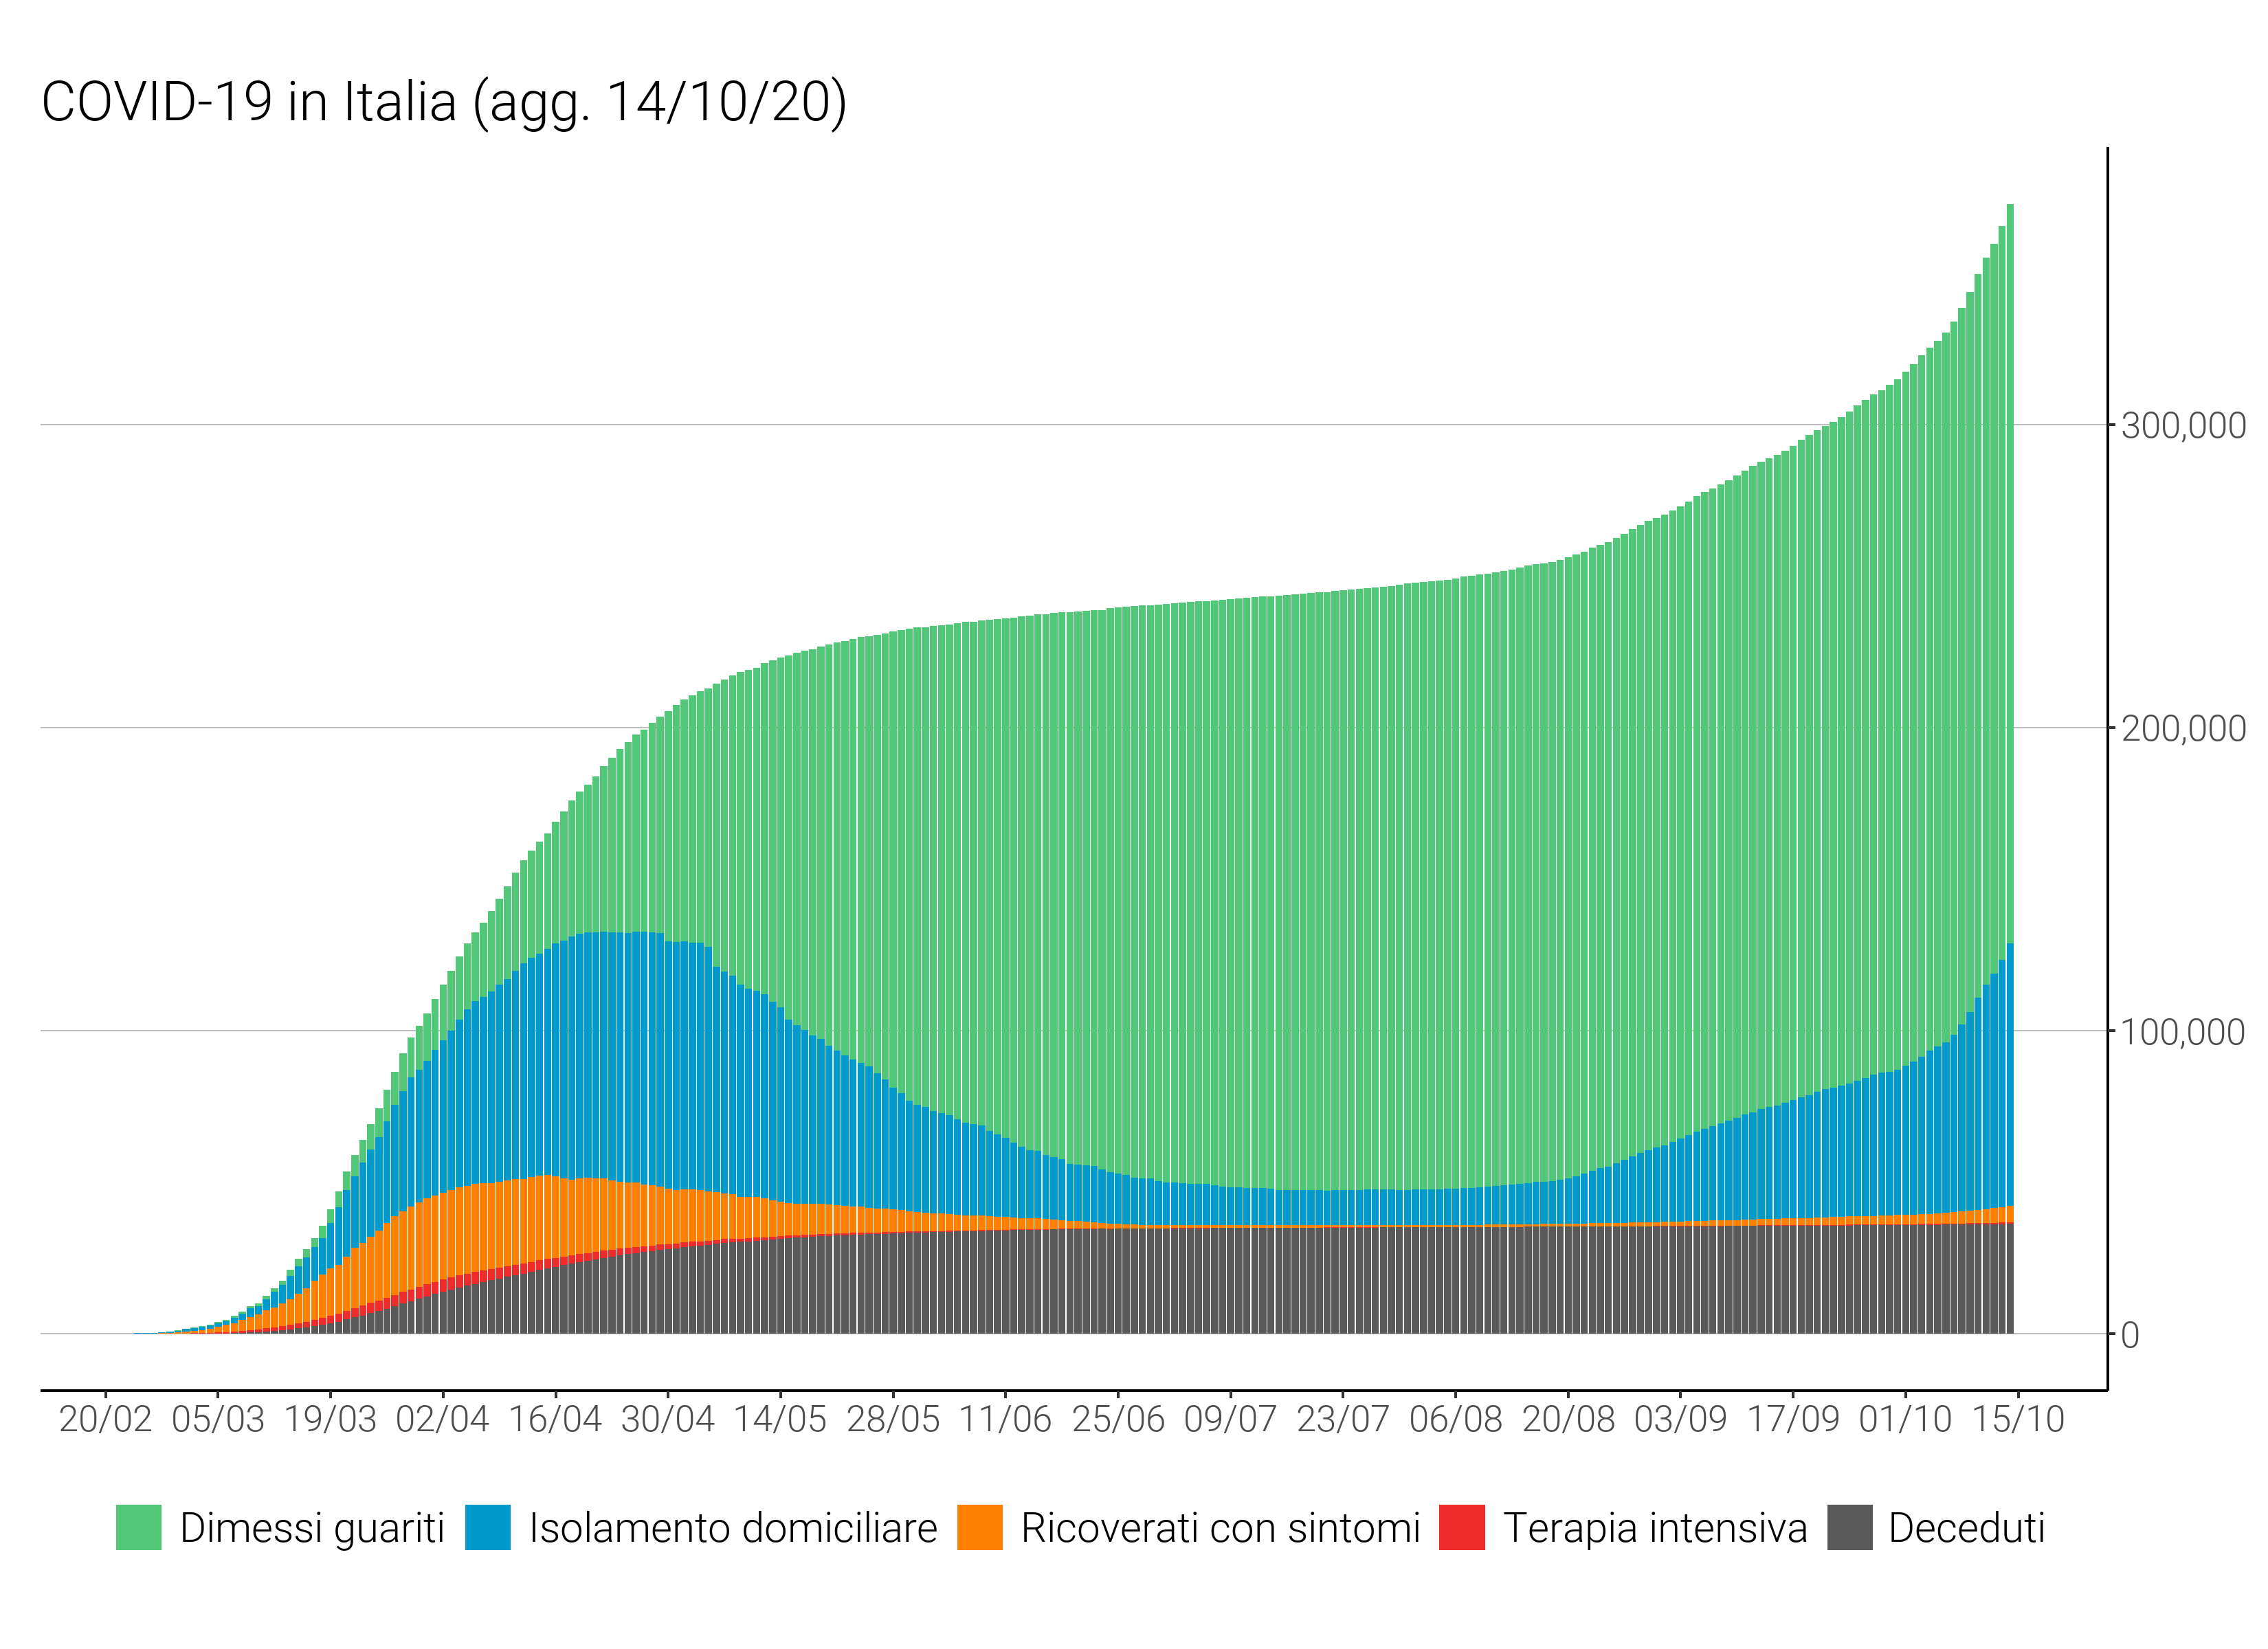 COVID-19 in Italia (agg. 14/10/20)
300,000
200,000
100,000
0
20/02 05/03 19/03 02/04 16/04 30/04 14/05 28/05 11/06 25/06 09/07 23/07 06/08 20/08 03/09 17/09 01/10 15/10
Dimessi guariti Isolamento domiciliare Ricoverati con sintomi Terapia intensiva Deceduti